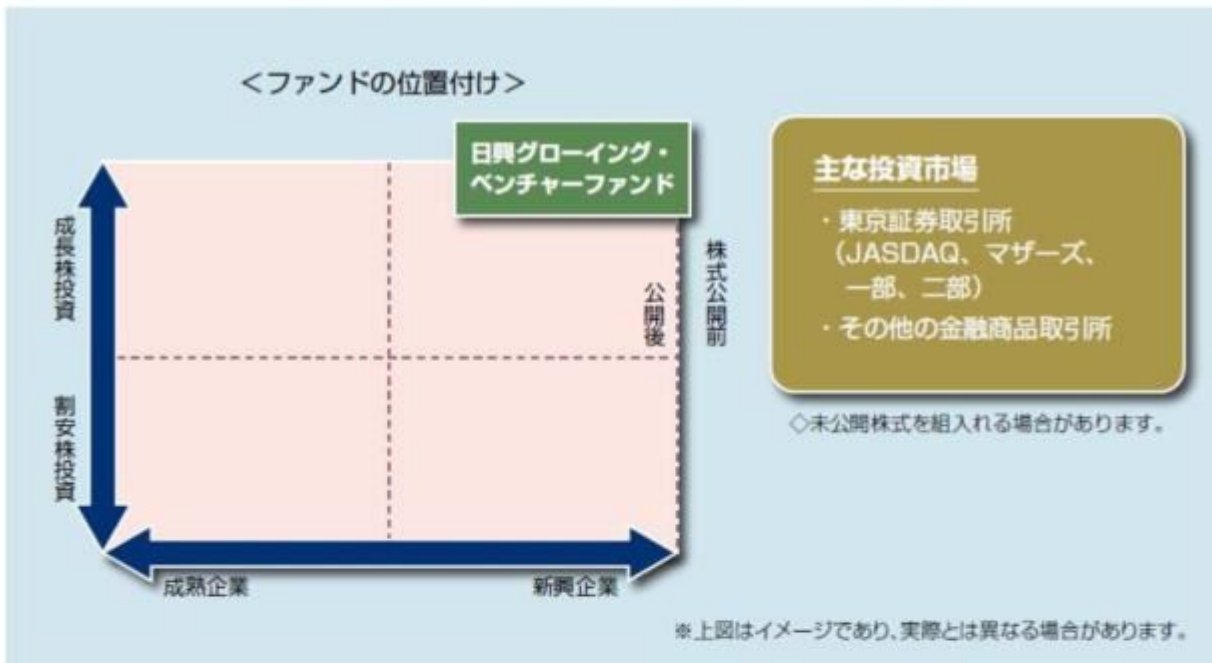 ＜ファンドの位置付け＞
日興グローイング・
ベンチャーファンド
成長株投資
割安株投資
公開後
株式公開前
成熟企業
新興企業
主な投資市場
・東京証券取引所
（JASDAQ、マザーズ、
一部、二部）
・その他の金融商品取引所
◇未公開株式を組入れる場合があります。
※上図はイメージであり、実際とは異なる場合があります。